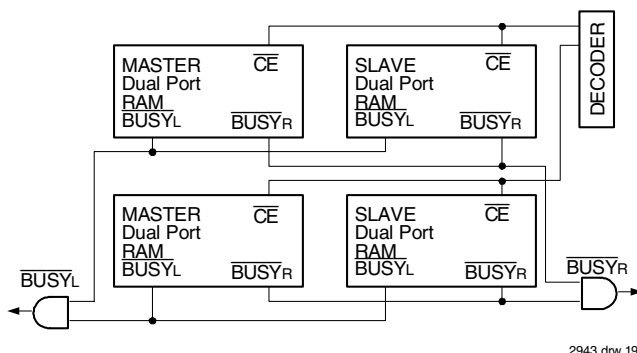 MASTER
Dual Port
RAM
BUSYL
CE
BUSYR
SLAVE
Dual Port
RAM
BUSYL
CE
BUSYR
DECODER
MASTER
Dual Port
RAM
BUSYL
CE
BUSYR
SLAVE
Dual Port
RAM
BUSYL
CE
BUSYR
BUSYL
BUSYR
2943 drw 19